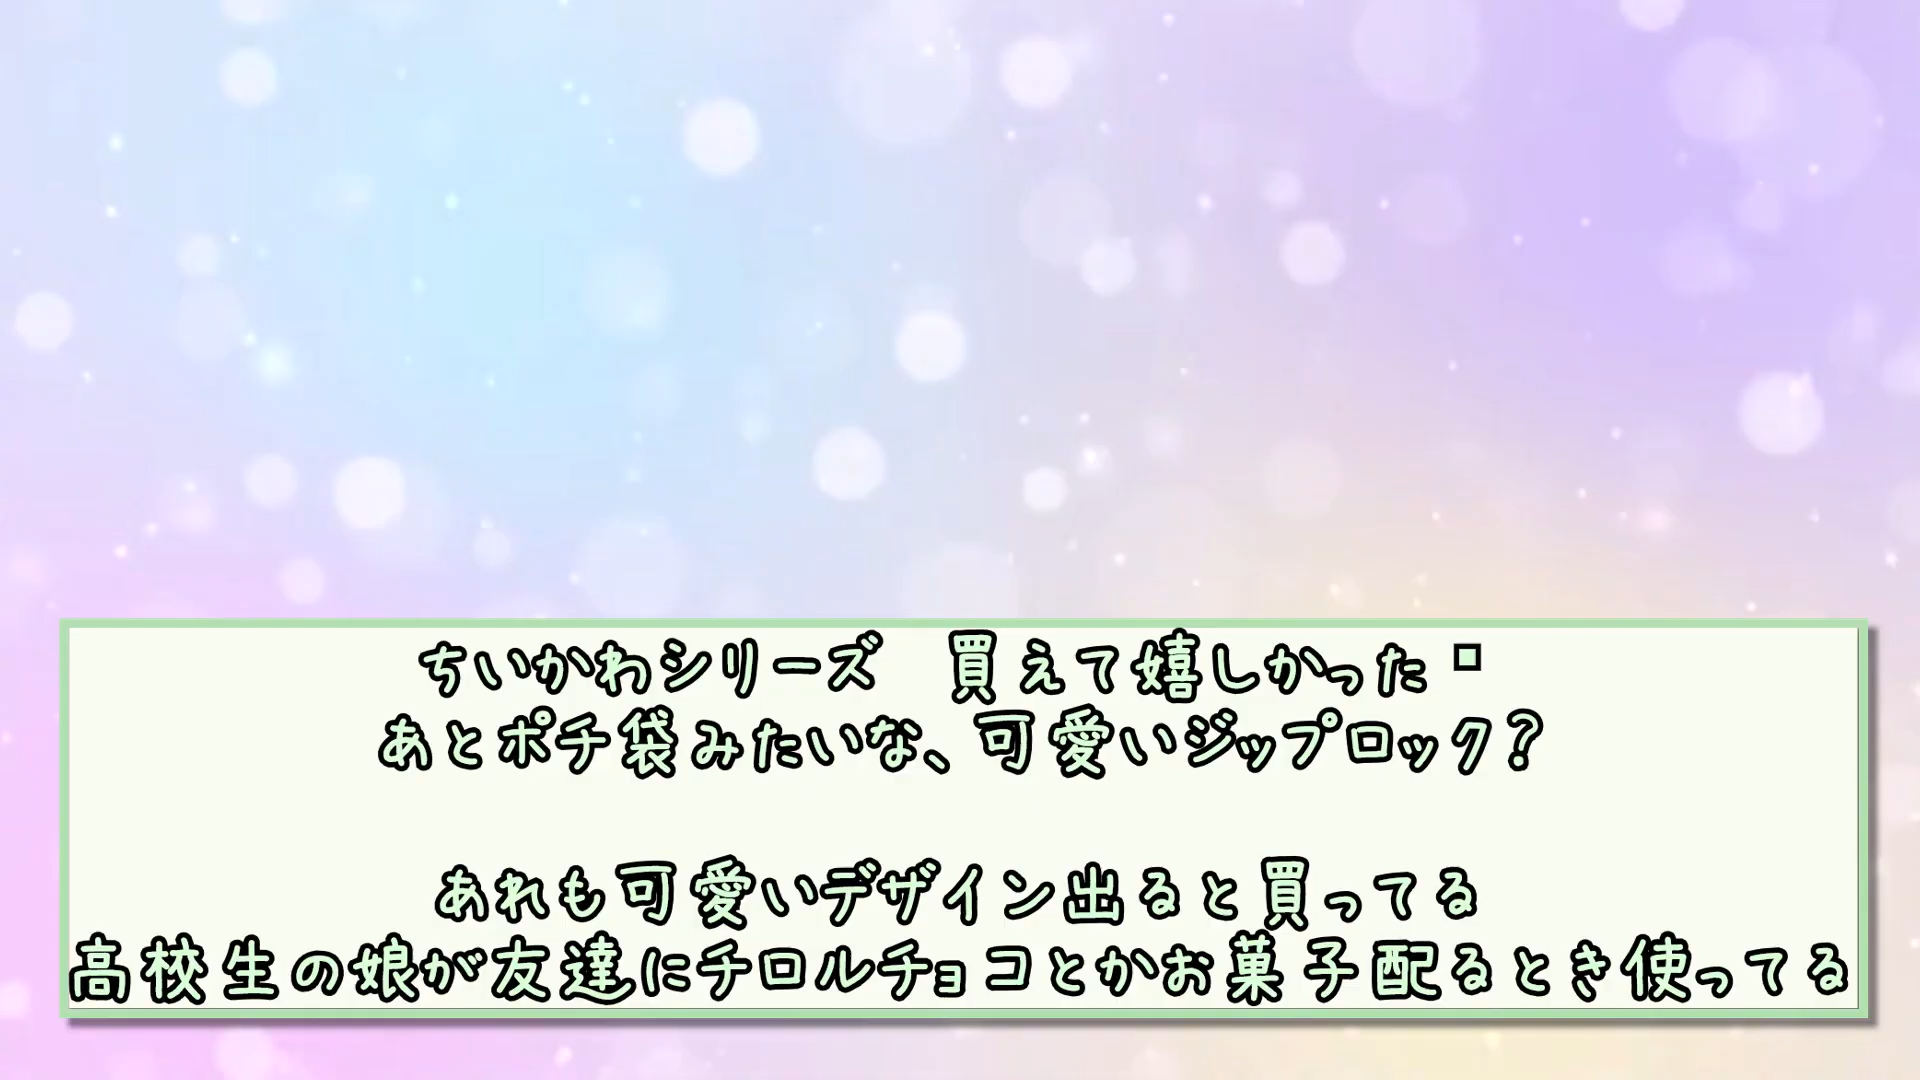 ちいかわシリーズ　買えて嬉しかった
あとポチ袋みたいな、可愛いジップロック？
あれも可愛いデザイン出ると買ってる
高校生の娘が友達にチロルチョコとかお菓子配るとき使ってる